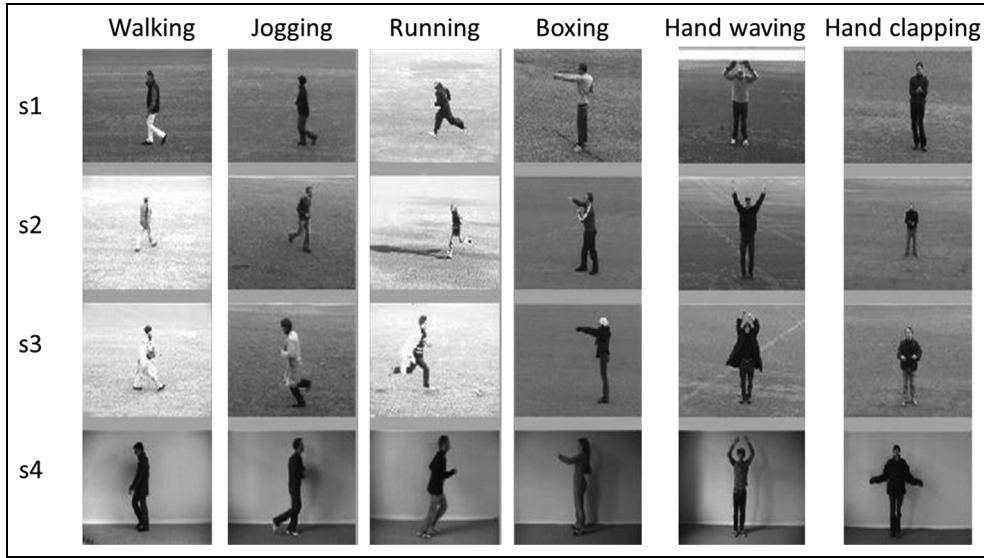 Walking Jogging Running Boxing Hand waving Hand clapping
s1
s2
s3
s4